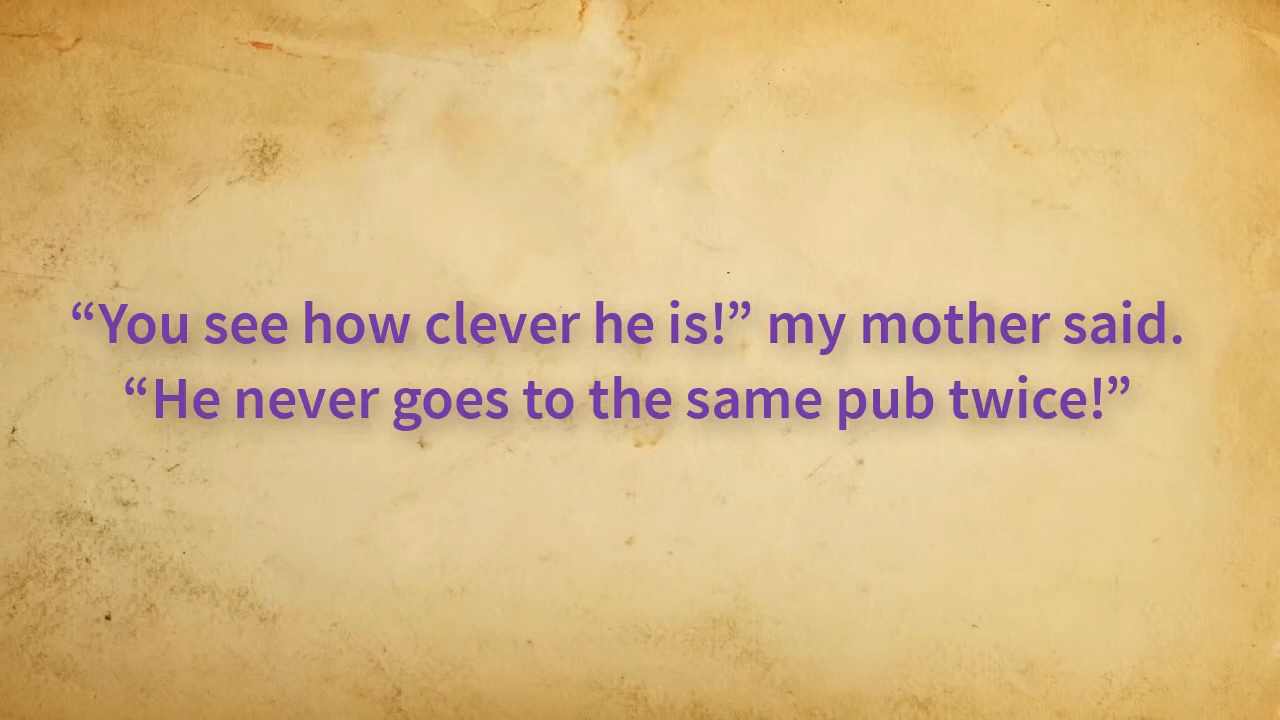 “You see how clever he is!” my mother said.
“He never goes to the same pub twice!”